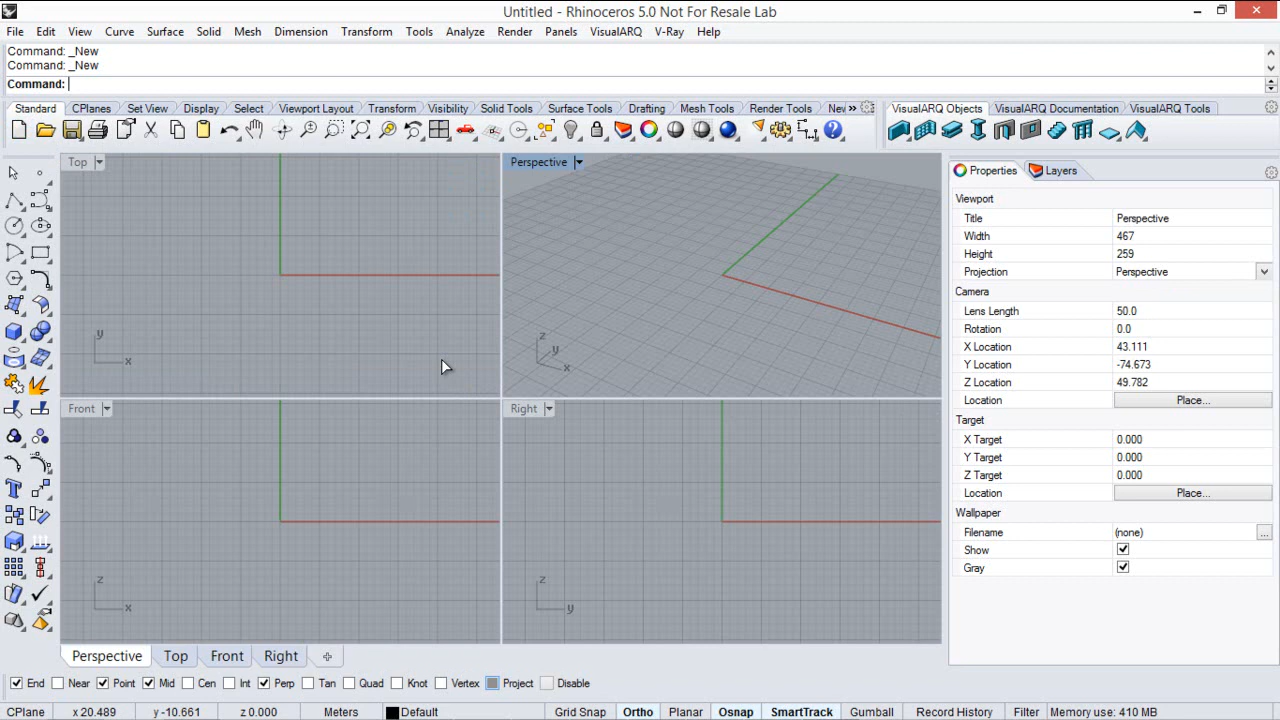 Untitled - Rhinoceros 5.0 Not For Resale Lab
File Edit View Curve Surface Solid Mesh Dimension Transform Tools Analyze Render Panels VisualARQ V-Ray Help
Command: _New
Command: _New
Command:
Standard CPlanes Set View Display Select Viewport Layout Transform Visibility Solid Tools Surface Tools Drafting Mesh Tools Render Tools Nev »
VisualARQ Objects VisualARQ Documentation VisualARQ Tools
Top
Perspective
Properties Layers
Viewport
Title Perspective
Width 467
Height 259
Projection Perspective
Camera
Lens Length 50.0
Rotation 0.0
X Location 43.111
Y Location -74.673
Z Location 49.782
Location Place...
Target
X Target 0.000
Y Target 0.000
Z Target 0.000
Location Place...
Wallpaper
Filename (none) ...
Show
Gray
y
x
z
y
x
Front
Right
z
x
z
y
Perspective Top Front Right
End Near Point Mid Cen Int Perp Tan Quad Knot Vertex Project Disable
CPlane x 20.489 y -10.661 z 0.000 Meters Default Grid Snap Ortho Planar Osnap SmartTrack Gumball Record History Filter Memory use: 410 MB